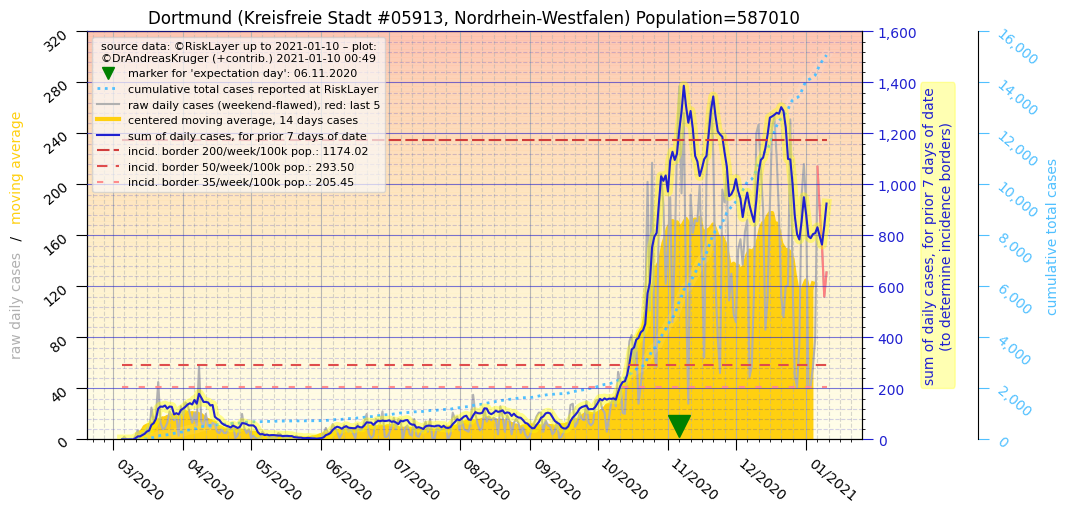 Dortmund (Kreisfreie Stadt #05913, Nordrhein-Westfalen) Population=587010
source data: ©RiskLayer up to 2021-01-10 – plot:
©DrAndreasKruger (+contrib.) 2021-01-10 00:49
marker for 'expectation day': 06.11.2020
cumulative total cases reported at RiskLayer
raw daily cases (weekend-flawed), red: last 5
centered moving average, 14 days cases
sum of daily cases, for prior 7 days of date
incid. border 200/week/100k pop.: 1174.02
incid. border 50/week/100k pop.: 293.50
incid. border 35/week/100k pop.: 205.45
raw daily cases / moving average
320
280
240
200
160
120
80
40
0
03/2020
04/2020
05/2020
06/2020
07/2020
08/2020
09/2020
10/2020
11/2020
12/2020
01/2021
1,600
1,400
1,200
1,000
800
600
400
200
0
sum of daily cases, for prior 7 days of date
(to determine incidence borders)
16,000
14,000
12,000
10,000
8,000
6,000
4,000
2,000
0
cumulative total cases